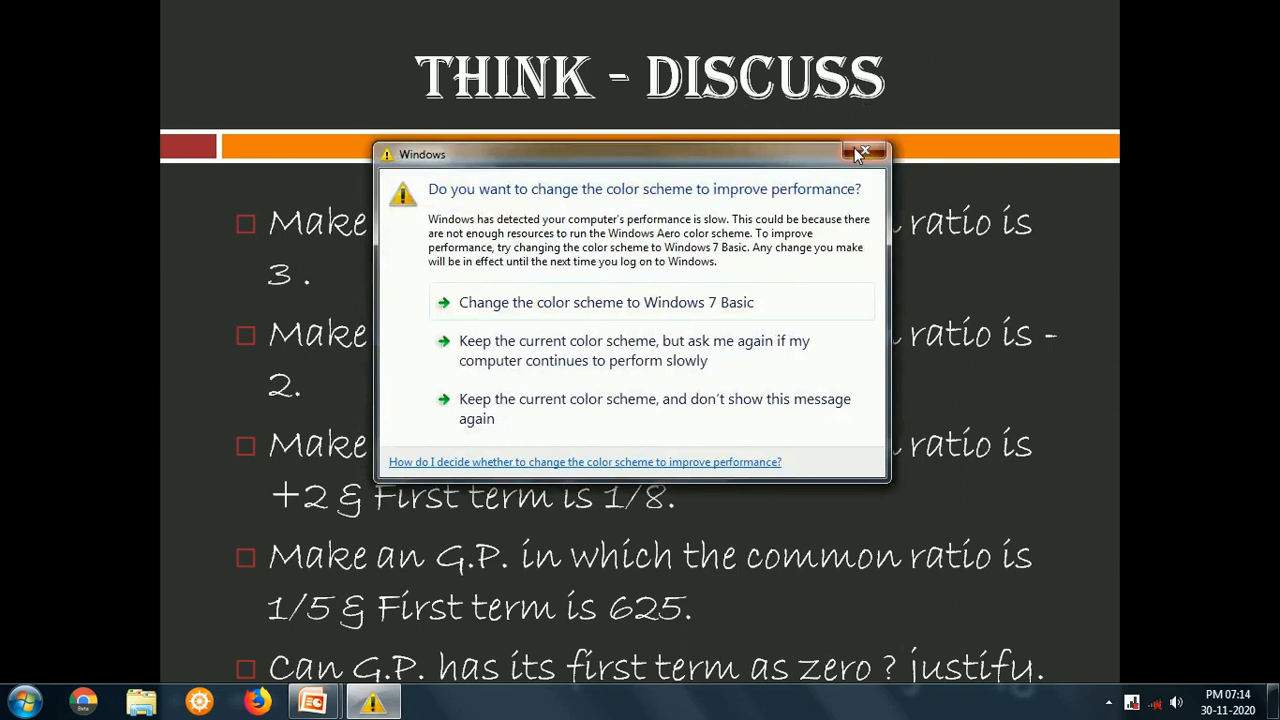 THINK - DISCUSS
Windows
Do you want to change the color scheme to improve performance?
Windows has detected your computer's performance is slow. This could be because there
are not enough resources to run the Windows Aero color scheme. To improve
performance, try changing the color scheme to Windows 7 Basic. Any change you make
will be in effect until the next time you log on to Windows.
Change the color scheme to Windows 7 Basic
Keep the current color scheme, but ask me again if my
computer continues to perform slowly
Keep the current color scheme, and don't show this message
again
How do I decide whether to change the color scheme to improve performance?
Make ratio is
3 .
Make ratio is -
2.
Make ratio is
+2 & First term is 1/8.
Make an G.P. in which the common ratio is
1/5 & First term is 625.
Can G.P. has its first term as zero ? justify.
Beta
PM 07:14
30-11-2020